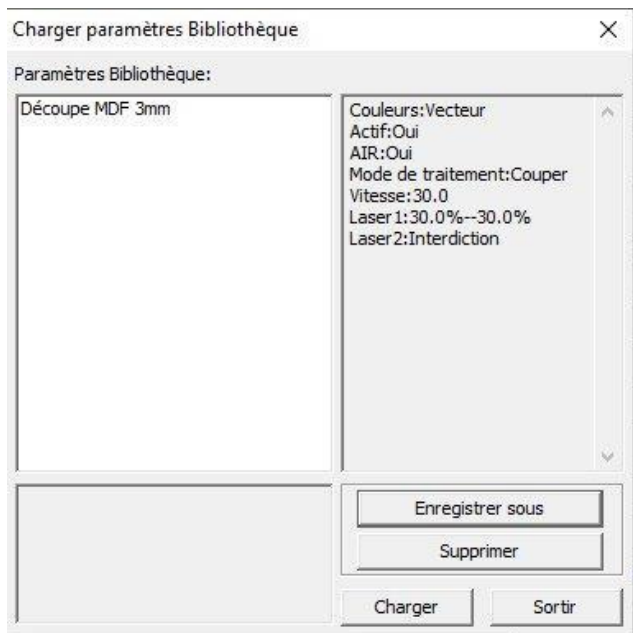 Charger paramètres Bibliothèque
Paramètres Bibliothèque:
Découpe MDF 3mm
Couleurs:Vecteur
Actif:Oui
AIR:Oui
Mode de traitement:Couper
Vitesse:30.0
Laser1:30.0%--30.0%
Laser2:Interdiction
Enregistrer sous
Supprimer
Charger
Sortir